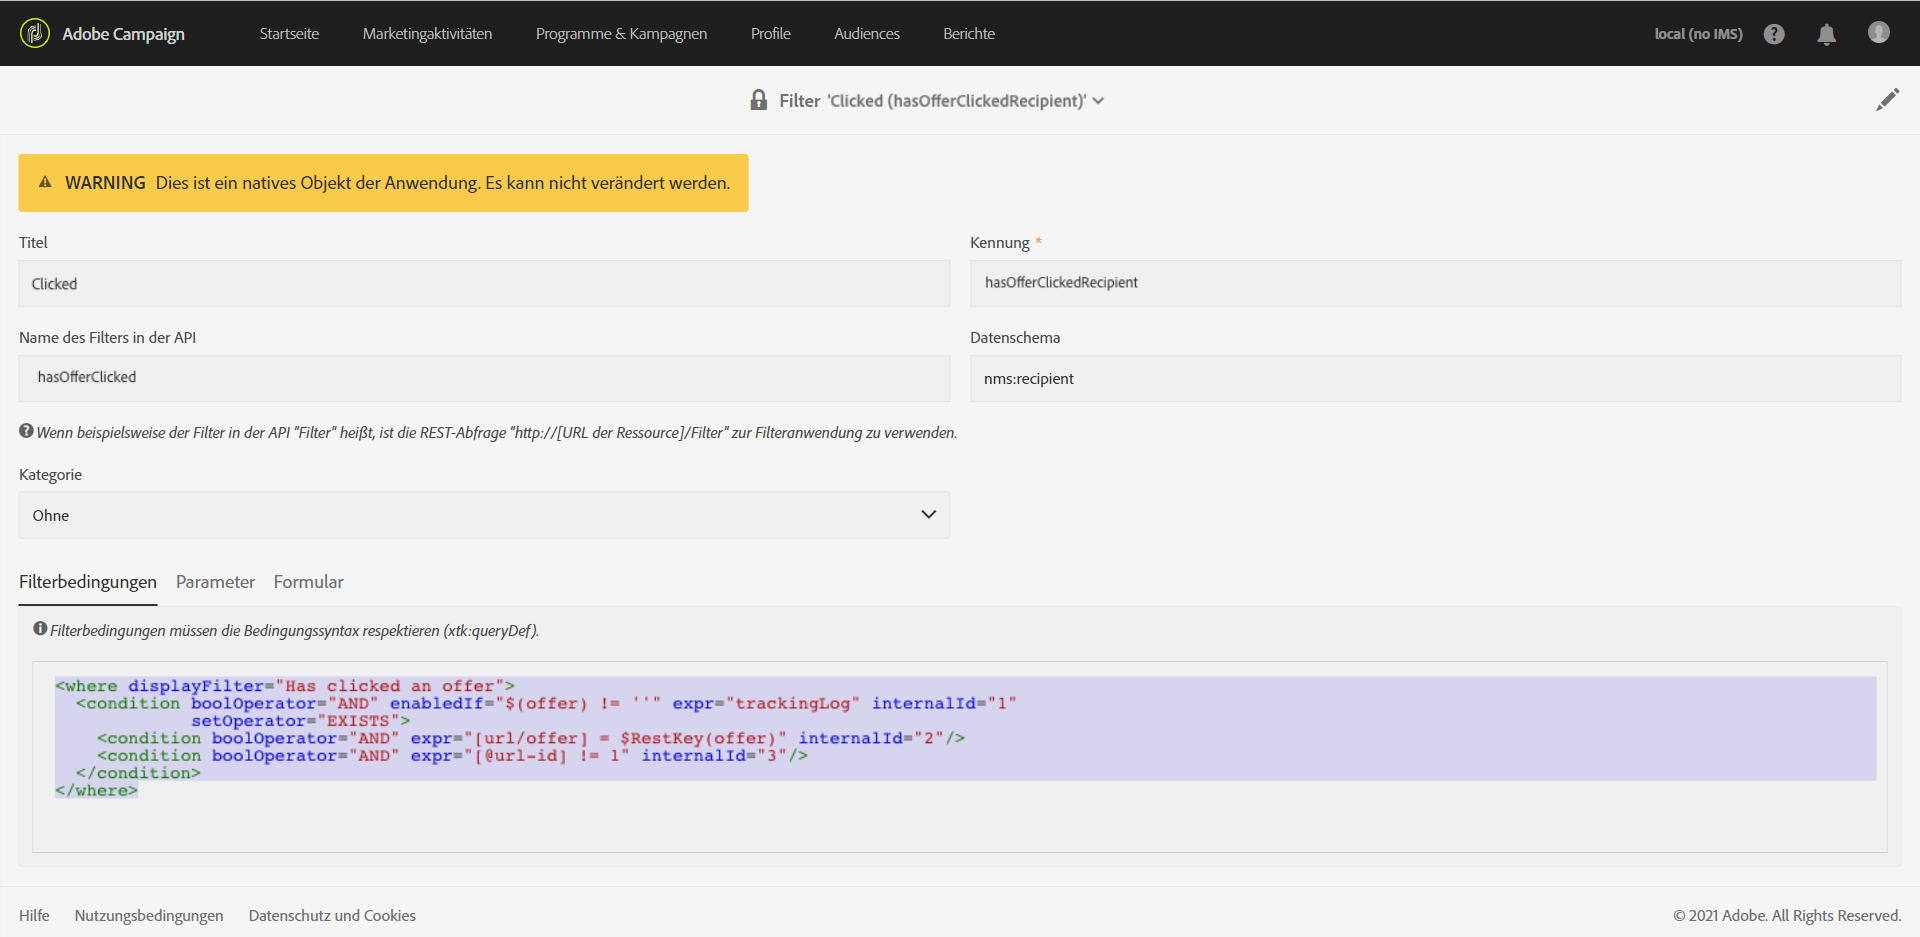 Adobe Campaign Startseite Marketingaktivitäten Programme & Kampagnen Profile Audiences Berichte local (no IMS)
Filter 'Clicked (hasOfferClickedRecipient)'
WARNING Dies ist ein natives Objekt der Anwendung. Es kann nicht verändert werden.
Titel Kennung *
Clicked hasOfferClickedRecipient
Name des Filters in der API Datenschema
hasOfferClicked nms:recipient
Wenn beispielsweise der Filter in der API "Filter" heißt, ist die REST-Abfrage "http://[URL der Ressource]/Filter" zur Filteranwendung zu verwenden.
Kategorie
Ohne
Filterbedingungen Parameter Formular
Filterbedingungen müssen die Bedingungssyntax respektieren (xtk:queryDef).
<where displayFilter="Has clicked an offer">
<condition boolOperator="AND" enabledIf="$(offer) != ''" expr="trackingLog" internalId="1"
setOperator="EXISTS">
<condition boolOperator="AND" expr="[url/offer] = $RestKey(offer)" internalId="2"/>
<condition boolOperator="AND" expr="[@url-id] != 1" internalId="3"/>
</condition>
</where>
Hilfe Nutzungsbedingungen Datenschutz und Cookies © 2021 Adobe. All Rights Reserved.